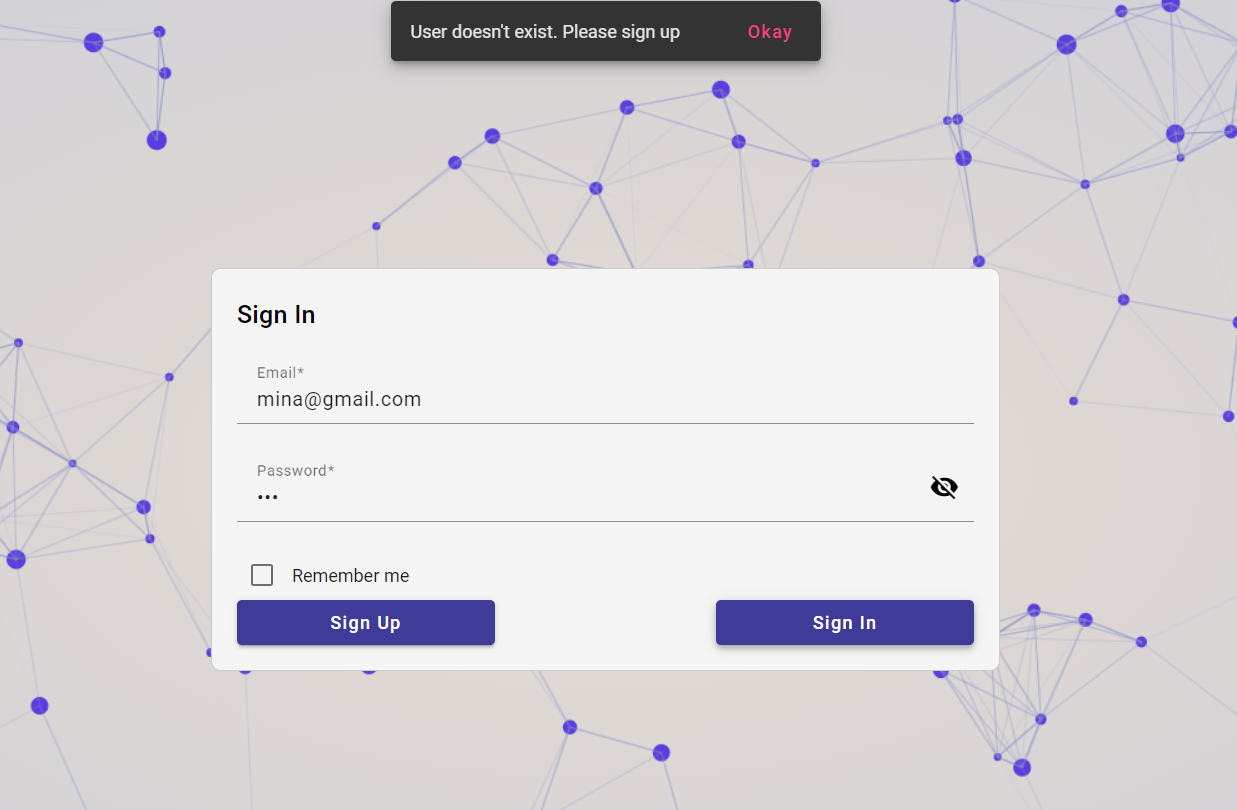 User doesn't exist. Please sign up Okay
Sign In
Email*
mina@gmail.com
Password*
•••
Remember me
Sign Up Sign In